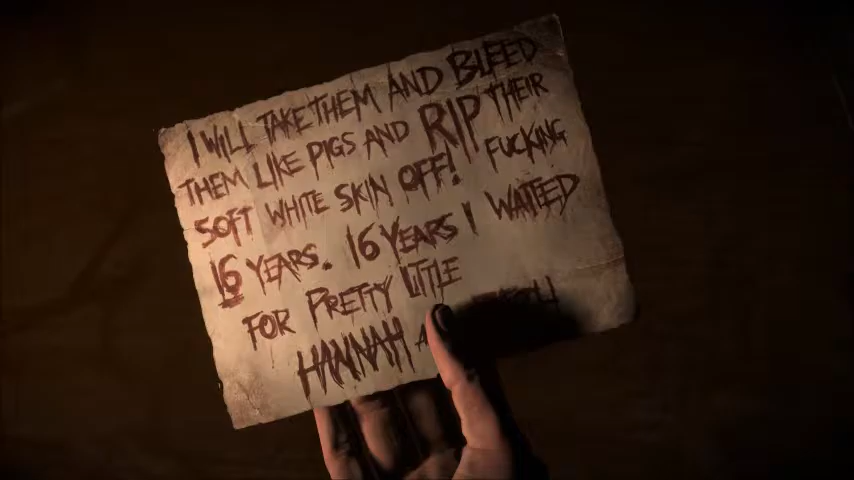 I WILL TAKE THEM AND BLEED
THEM LIKE PIGS AND RIP THEIR
SOFT WHITE SKIN OFF! FUCKING
16 YEARS. 16 YEARS I WAITED
FOR PRETTY LITTLE
HANNAH